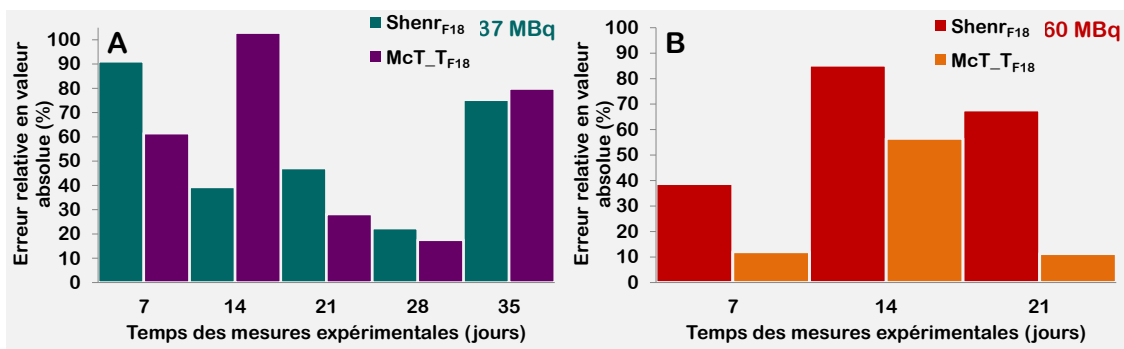 A
Shenr_F18 37 MBq
McT_T_F18
Erreur relative en valeur
absolue (%)
100
90
80
70
60
50
40
30
20
10
0
7 14 21 28 35
Temps des mesures expérimentales (jours)
B
Shenr_F18 60 MBq
McT_T_F18
Erreur relative en valeur
absolue (%)
100
90
80
70
60
50
40
30
20
10
0
7 14 21
Temps des mesures expérimentales (jours)